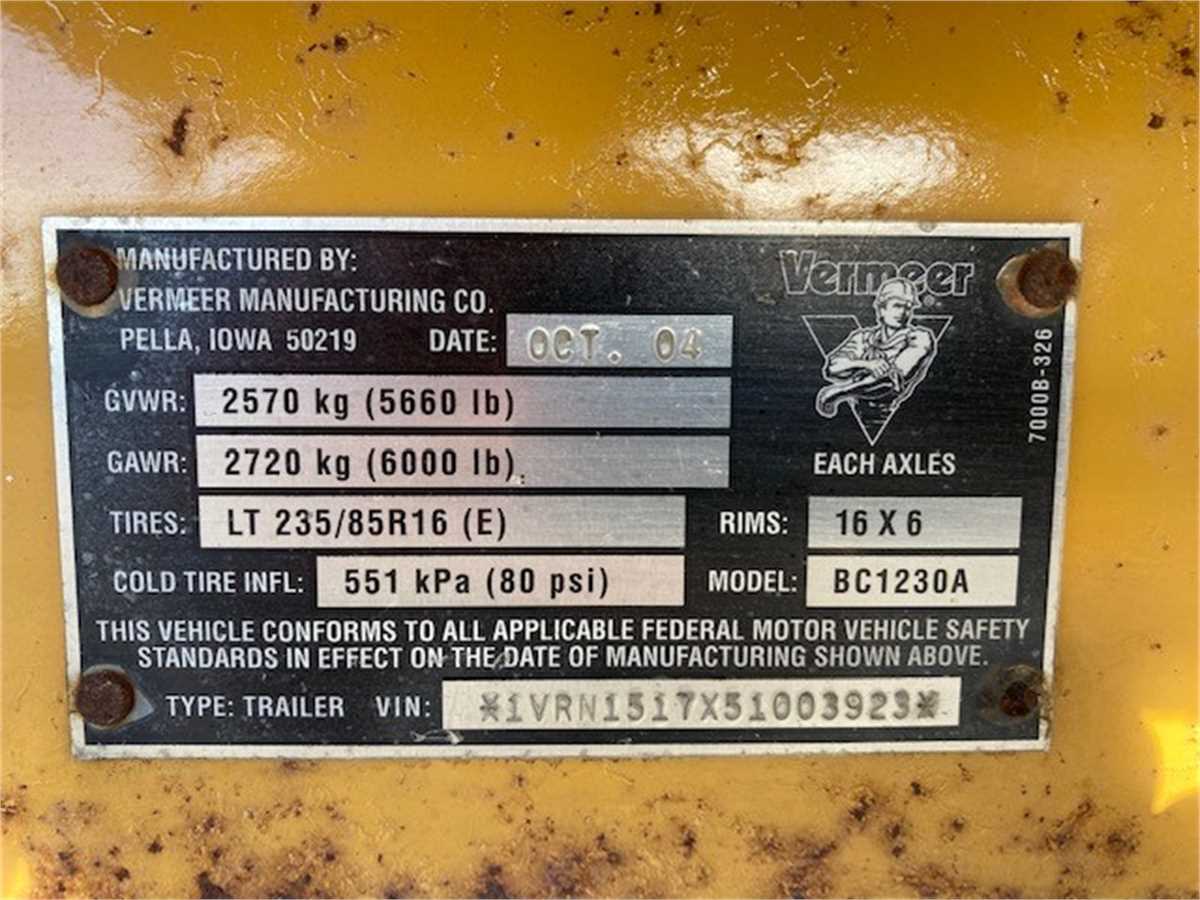 MANUFACTURED BY:
VERMEER MANUFACTURING CO.
PELLA, IOWA 50219 DATE: OCT. 04
Vermeer
®
GVWR: 2570 kg (5660 lb)
GAWR: 2720 kg (6000 lb) EACH AXLES
TIRES: LT 235/85R16 (E) RIMS: 16 X 6
COLD TIRE INFL: 551 kPa (80 psi) MODEL: BC1230A
THIS VEHICLE CONFORMS TO ALL APPLICABLE FEDERAL MOTOR VEHICLE SAFETY
STANDARDS IN EFFECT ON THE DATE OF MANUFACTURING SHOWN ABOVE.
TYPE: TRAILER VIN: *1VRN1517X51003923*
7000B-326